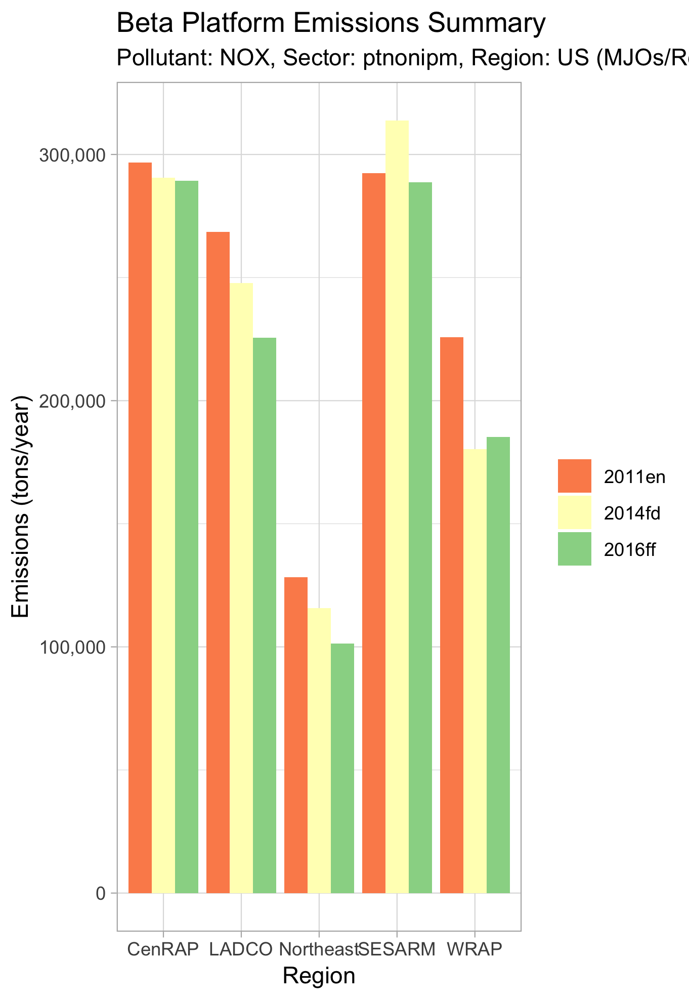 Beta Platform Emissions Summary
Pollutant: NOX, Sector: ptnonipm, Region: US (MJOs/R
300,000
200,000
100,000
0
Emissions (tons/year)
CenRAP LADCO Northeast SESARM WRAP
Region
2011en
2014fd
2016ff